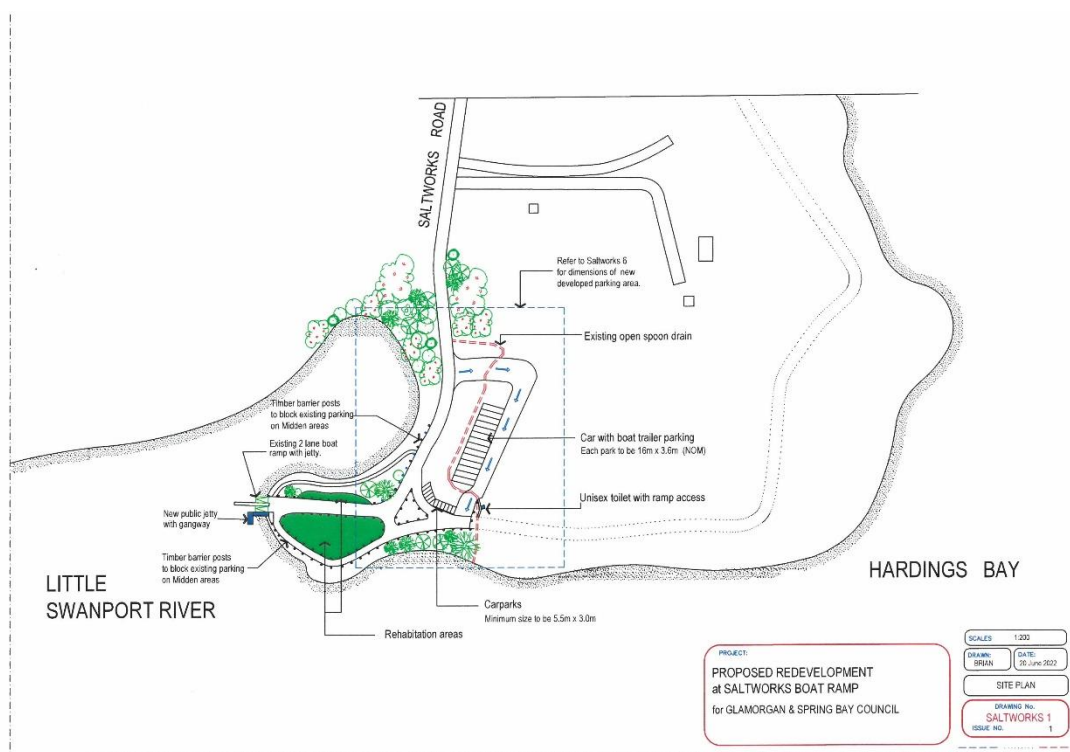 SALTWORKS ROAD
Refer to Saltworks 6
for dimensions of new
developed parking area.
Existing open spoon drain
Timber barrier posts
to block existing parking
on Midden areas
Existing 2 lane boat
ramp with jetty.
Car with boat trailer parking
Each park to be 16m x 3.6m (NOM)
Unisex toilet with ramp access
New public jetty
with gangway
Timber barrier posts
to block existing parking
on Midden areas
LITTLE
SWANPORT RIVER
HARDINGS BAY
Carparks
Minimum size to be 5.5m x 3.0m
Rehabitation areas
PROJECT:
PROPOSED REDEVELOPMENT
at SALTWORKS BOAT RAMP
for GLAMORGAN & SPRING BAY COUNCIL
SCALES 1:200
DRAWN:
BRIAN
DATE:
20 June 2022
SITE PLAN
DRAWING No.
SALTWORKS 1
ISSUE NO. 1